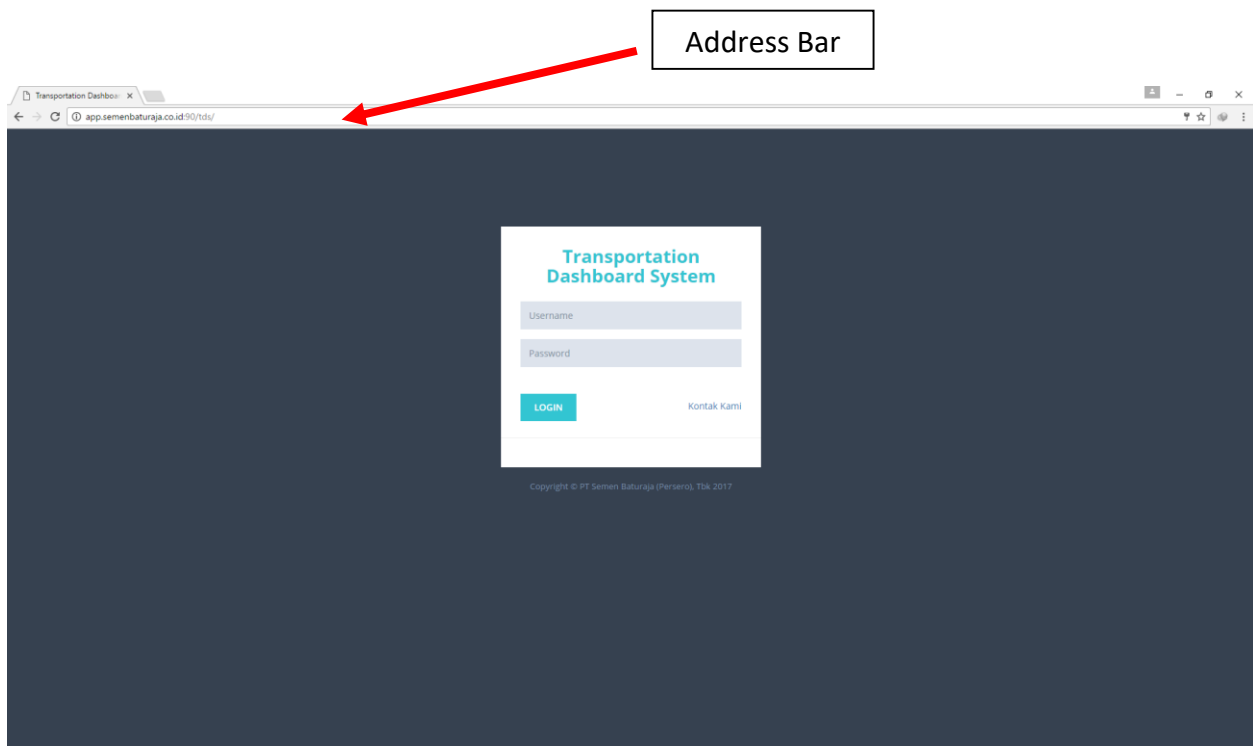 Address Bar
Transportation Dashboar
app.semenbaturaja.co.id:90/tds/
Transportation
Dashboard System
Username
Password
LOGIN
Kontak Kami
Copyright © PT Semen Baturaja (Persero), Tbk 2017